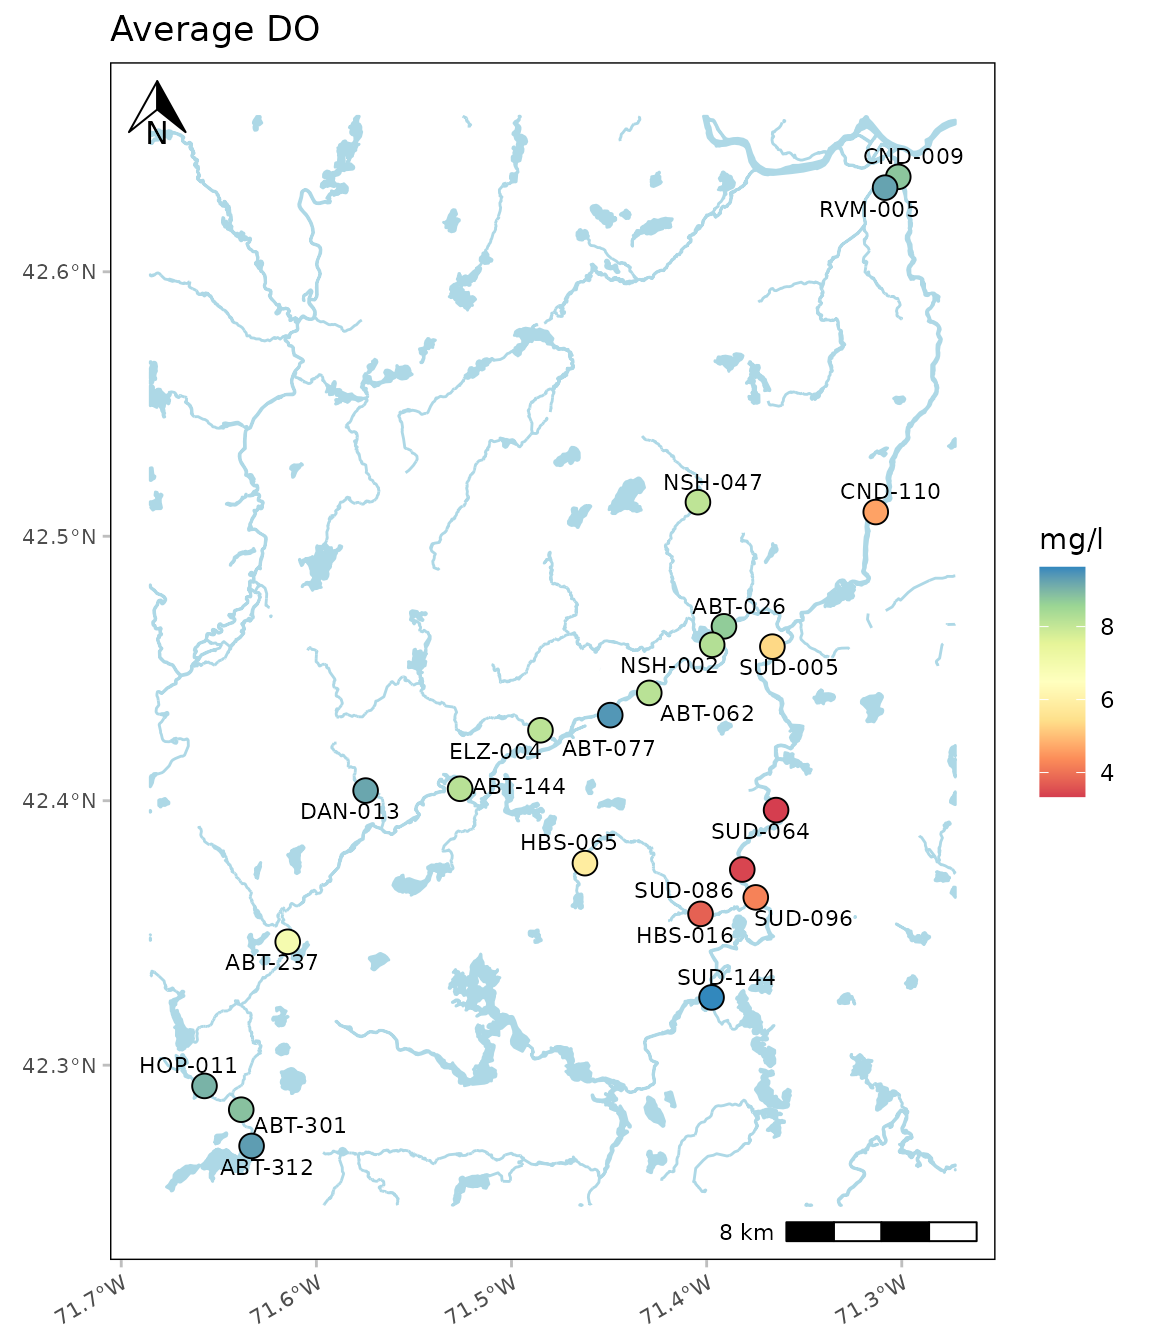 Average DO
N
CND-009
RVM-005
42.6°N
NSH-047
CND-110
mg/l
42.5°N
ABT-026
8
NSH-002
SUD-005
6
ABT-062
ELZ-004
ABT-077
4
ABT-144
42.4°N
DAN-013
SUD-064
HBS-065
SUD-086
SUD-096
HBS-016
ABT-237
SUD-144
HOP-011
42.3°N
ABT-301
ABT-312
8 km
71.7°W
71.6°W
71.5°W
71.4°W
71.3°W